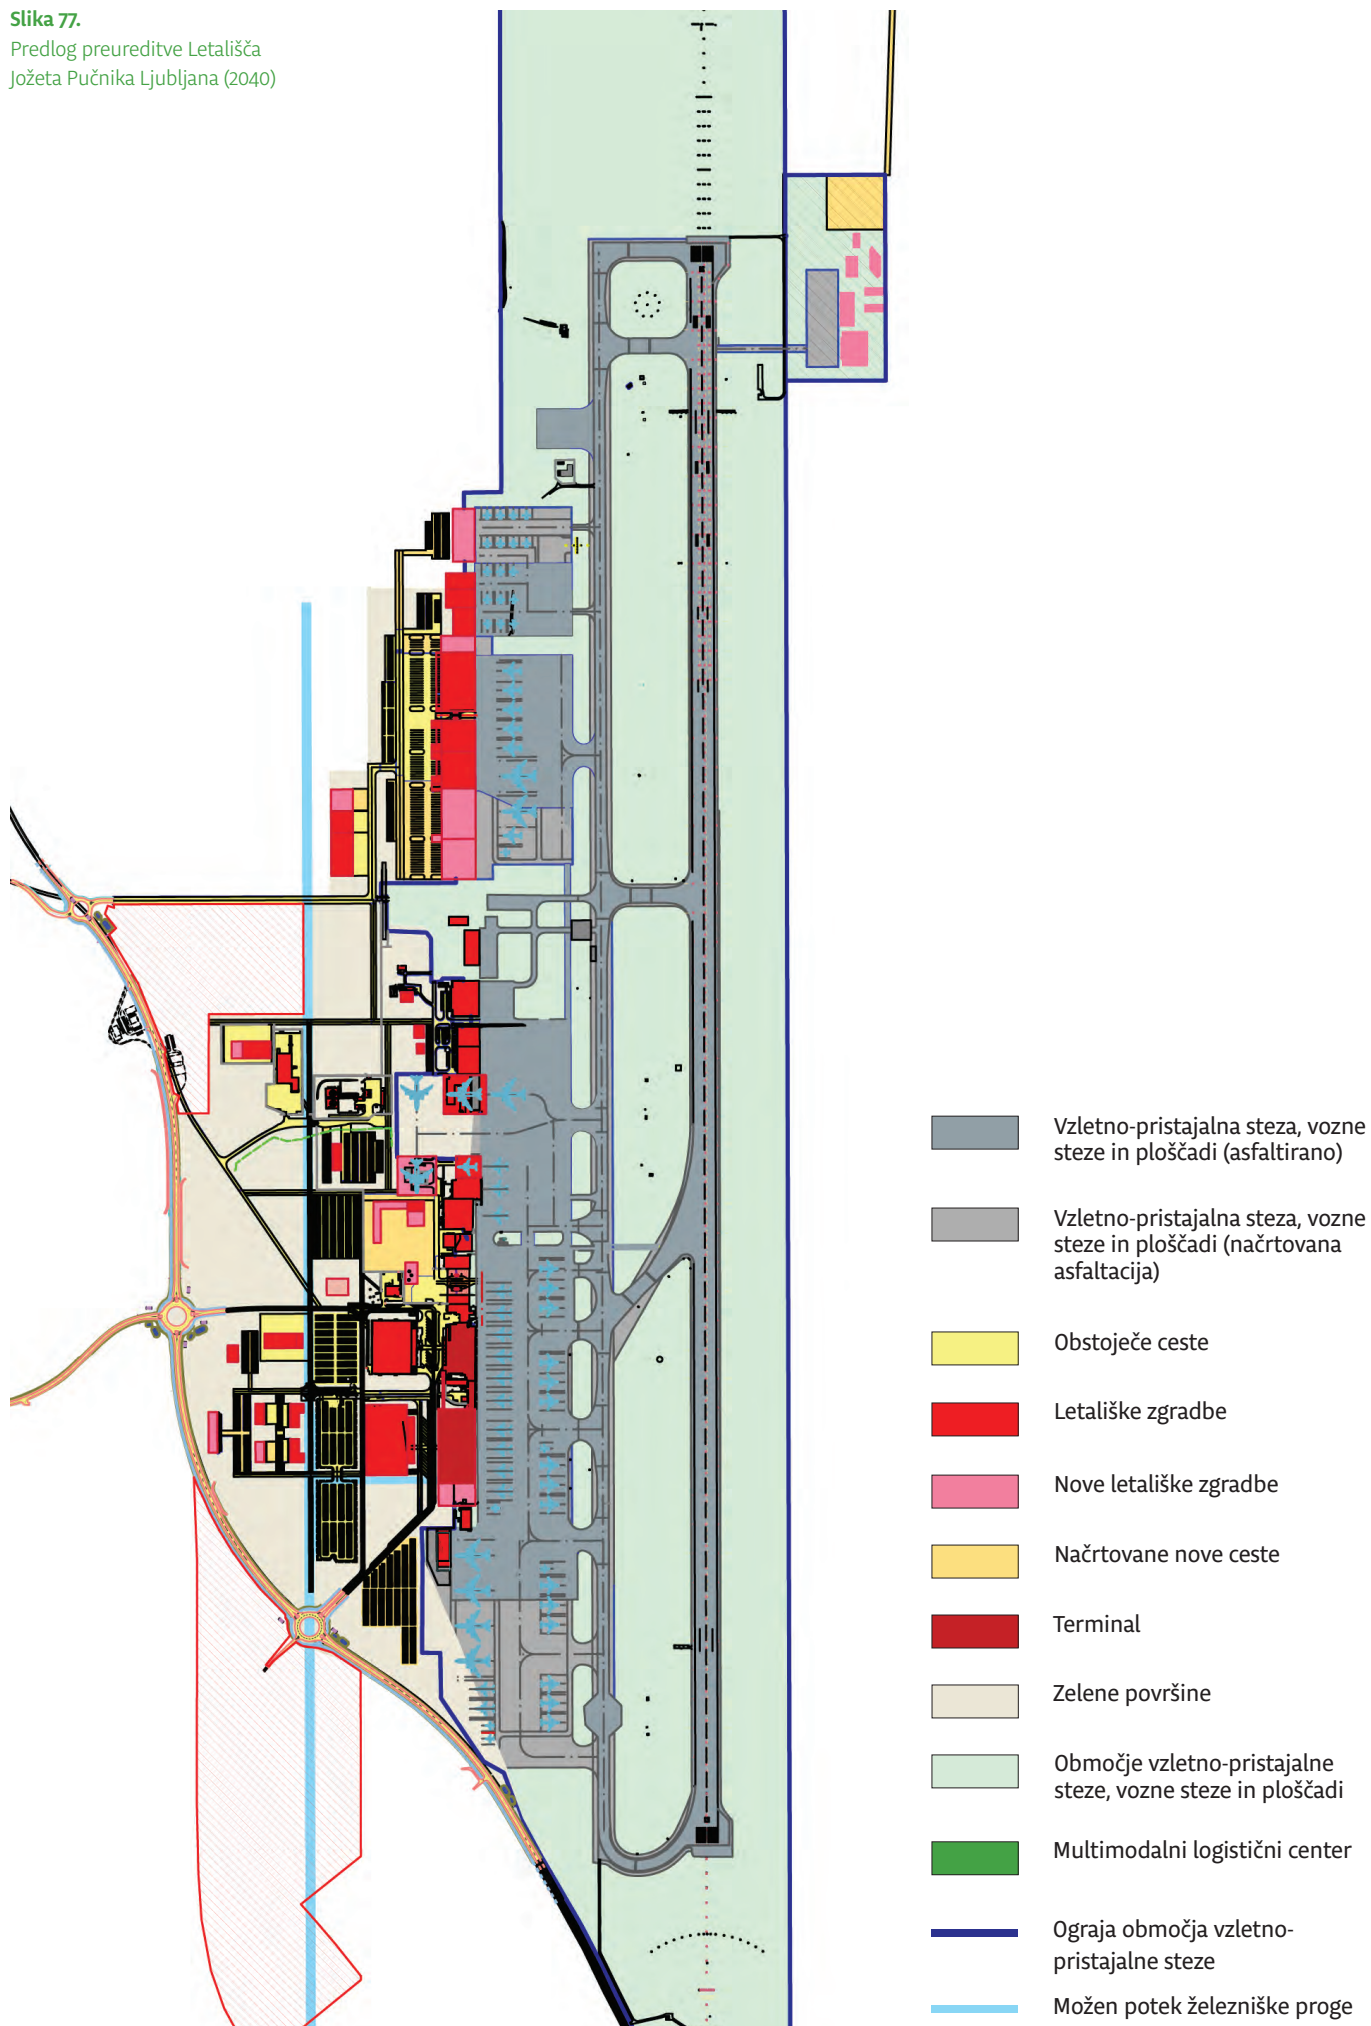 Slika 77.
Predlog preureditve Letališča
Jožeta Pučnika Ljubljana (2040)
Vzletno-pristajalna steza, vozne
steze in ploščadi (asfaltirano)
Vzletno-pristajalna steza, vozne
steze in ploščadi (načrtovana
asfaltacija)
Obstoječe ceste
Letališke zgradbe
Nove letališke zgradbe
Načrtovane nove ceste
Terminal
Zelene površine
Območje vzletno-pristajalne
steze, vozne steze in ploščadi
Multimodalni logistični center
Ograja območja vzletno-
pristajalne steze
Možen potek železniške proge